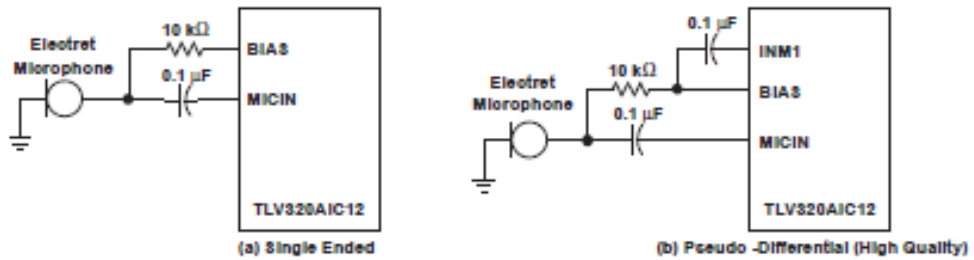 Electret
Microphone
10 kΩ
0.1 µF
BIAS
MICIN
TLV320AIC12
(a) Single Ended
Electret
Microphone
0.1 µF
10 kΩ
0.1 µF
INM1
BIAS
MICIN
TLV320AIC12
(b) Pseudo -Differential (High Quality)